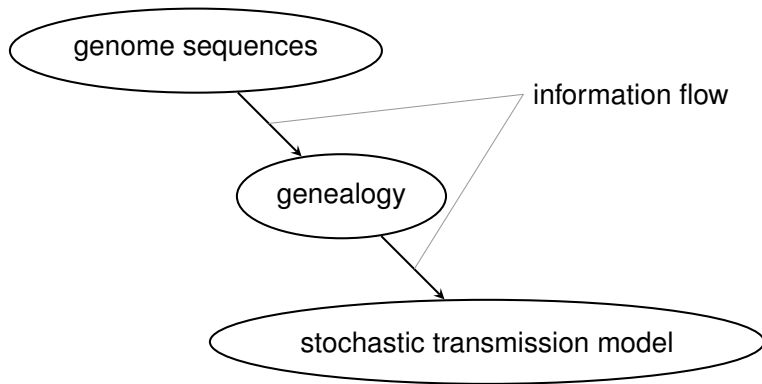 genome sequences
information flow
genealogy
stochastic transmission model